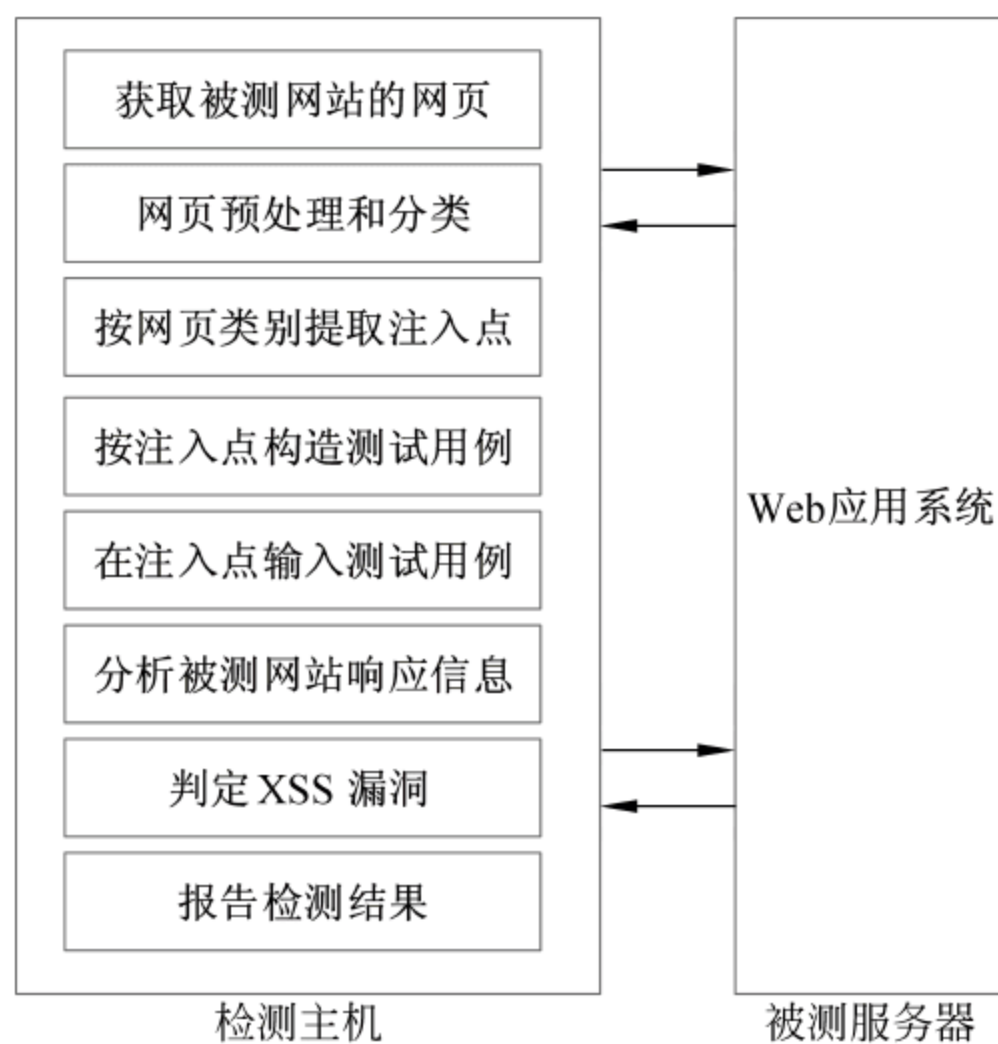 获取被测网站的网页
网页预处理和分类
按网页类别提取注入点
按注入点构造测试用例
在注入点输入测试用例
分析被测网站响应信息
判定XSS 漏洞
报告检测结果
检测主机
Web应用系统
被测服务器